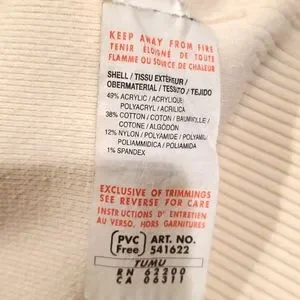 KEEP AWAY FROM FIRE
TENIR ÉLOIGNÉ DE TOUTE
FLAMME OU SOURCE DE CHALEUR
SHELL / TISSU EXTÉRIEUR /
OBERMATERIAL / TESSUTO / TEJIDO
49% ACRYLIC / ACRYLIQUE
POLYACRYL / ACRILICA
38% COTTON / COTON / BAUMWOLLE /
COTONE / ALGODÓN
12% NYLON / POLYAMIDE / POLYAMID
POLIAMMIDICA / POLIAMIDA
1% SPANDEX
EXCLUSIVE OF TRIMMINGS
SEE REVERSE FOR CARE
INSTRUCTIONS D' ENTRETIEN
AU VERSO, HORS GARNITURES
PVC Free ART. NO. 541622
TUMU
RN 62200
CA 06311